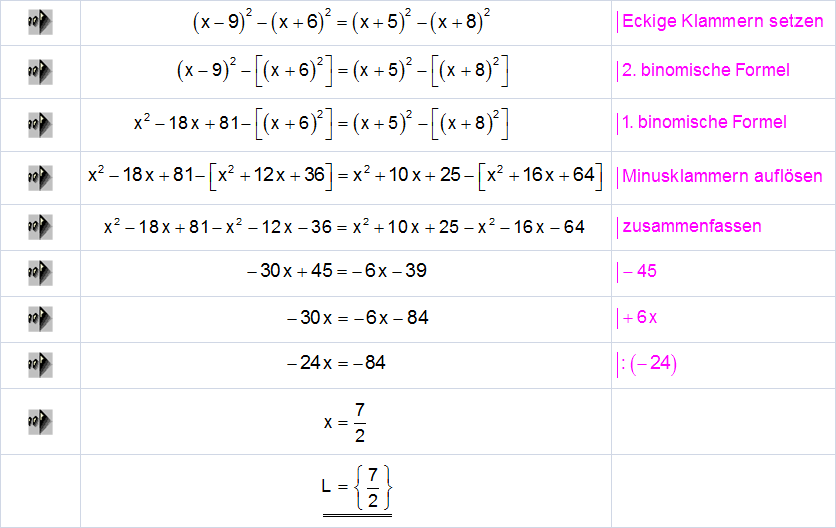 (x − 9)² − (x + 6)² = (x + 5)² − (x + 8)² | Eckige Klammern setzen
(x − 9)² − [(x + 6)²] = (x + 5)² − [(x + 8)²] | 2. binomische Formel
x² − 18x + 81 − [(x + 6)²] = (x + 5)² − [(x + 8)²] | 1. binomische Formel
x² − 18x + 81 − [x² + 12x + 36] = x² + 10x + 25 − [x² + 16x + 64] | Minusklammern auflösen
x² − 18x + 81 − x² − 12x − 36 = x² + 10x + 25 − x² − 16x − 64 | zusammenfassen
− 30x + 45 = − 6x − 39 | − 45
− 30x = − 6x − 84 | + 6x
− 24x = − 84 | : (− 24)
x = 7/2
L = {7/2}